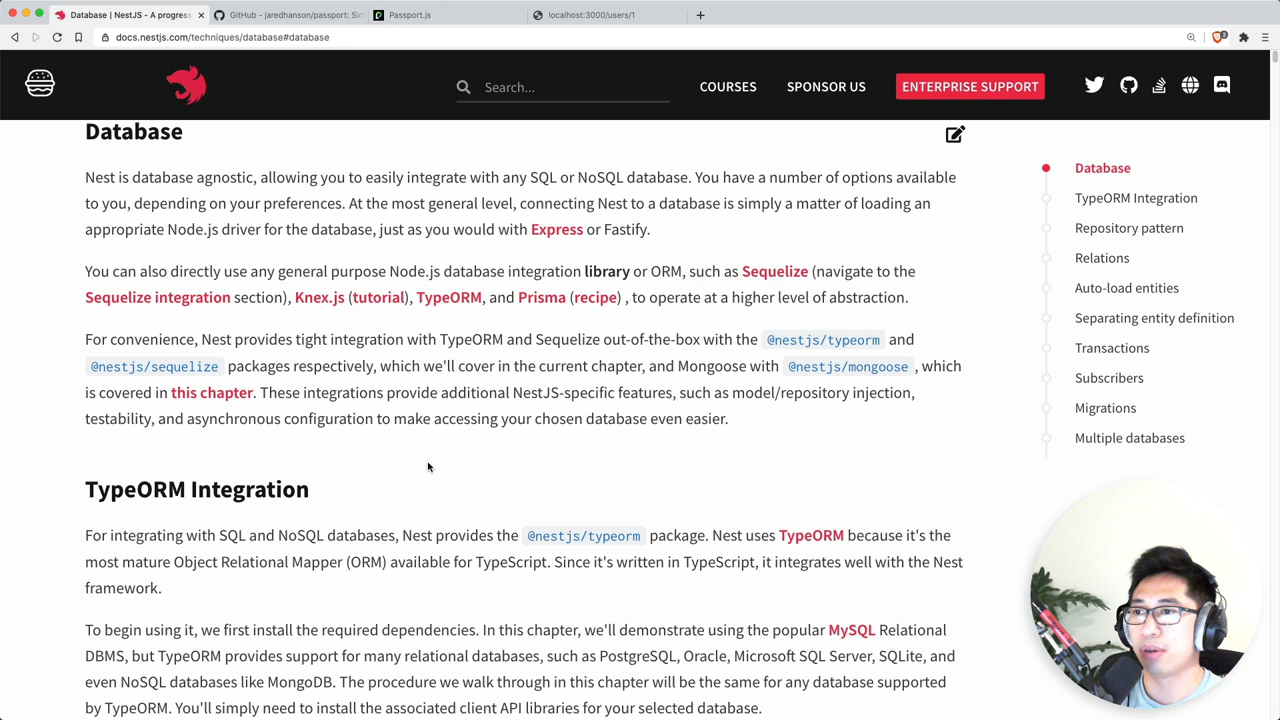 Database | NestJS - A progress
GitHub - jaredhanson/passport: Sim
Passport.js
localhost:3000/users/1
docs.nestjs.com/techniques/database#database
Search...
COURSES
SPONSOR US
ENTERPRISE SUPPORT
Database
Nest is database agnostic, allowing you to easily integrate with any SQL or NoSQL database. You have a number of options available
to you, depending on your preferences. At the most general level, connecting Nest to a database is simply a matter of loading an
appropriate Node.js driver for the database, just as you would with Express or Fastify.
You can also directly use any general purpose Node.js database integration library or ORM, such as Sequelize (navigate to the
Sequelize integration section), Knex.js (tutorial), TypeORM, and Prisma (recipe) , to operate at a higher level of abstraction.
For convenience, Nest provides tight integration with TypeORM and Sequelize out-of-the-box with the @nestjs/typeorm and
@nestjs/sequelize packages respectively, which we'll cover in the current chapter, and Mongoose with @nestjs/mongoose, which
is covered in this chapter. These integrations provide additional NestJS-specific features, such as model/repository injection,
testability, and asynchronous configuration to make accessing your chosen database even easier.
TypeORM Integration
For integrating with SQL and NoSQL databases, Nest provides the @nestjs/typeorm package. Nest uses TypeORM because it's the
most mature Object Relational Mapper (ORM) available for TypeScript. Since it's written in TypeScript, it integrates well with the Nest
framework.
To begin using it, we first install the required dependencies. In this chapter, we'll demonstrate using the popular MySQL Relational
DBMS, but TypeORM provides support for many relational databases, such as PostgreSQL, Oracle, Microsoft SQL Server, SQLite, and
even NoSQL databases like MongoDB. The procedure we walk through in this chapter will be the same for any database supported
by TypeORM. You'll simply need to install the associated client API libraries for your selected database.
Database
TypeORM Integration
Repository pattern
Relations
Auto-load entities
Separating entity definition
Transactions
Subscribers
Migrations
Multiple databases